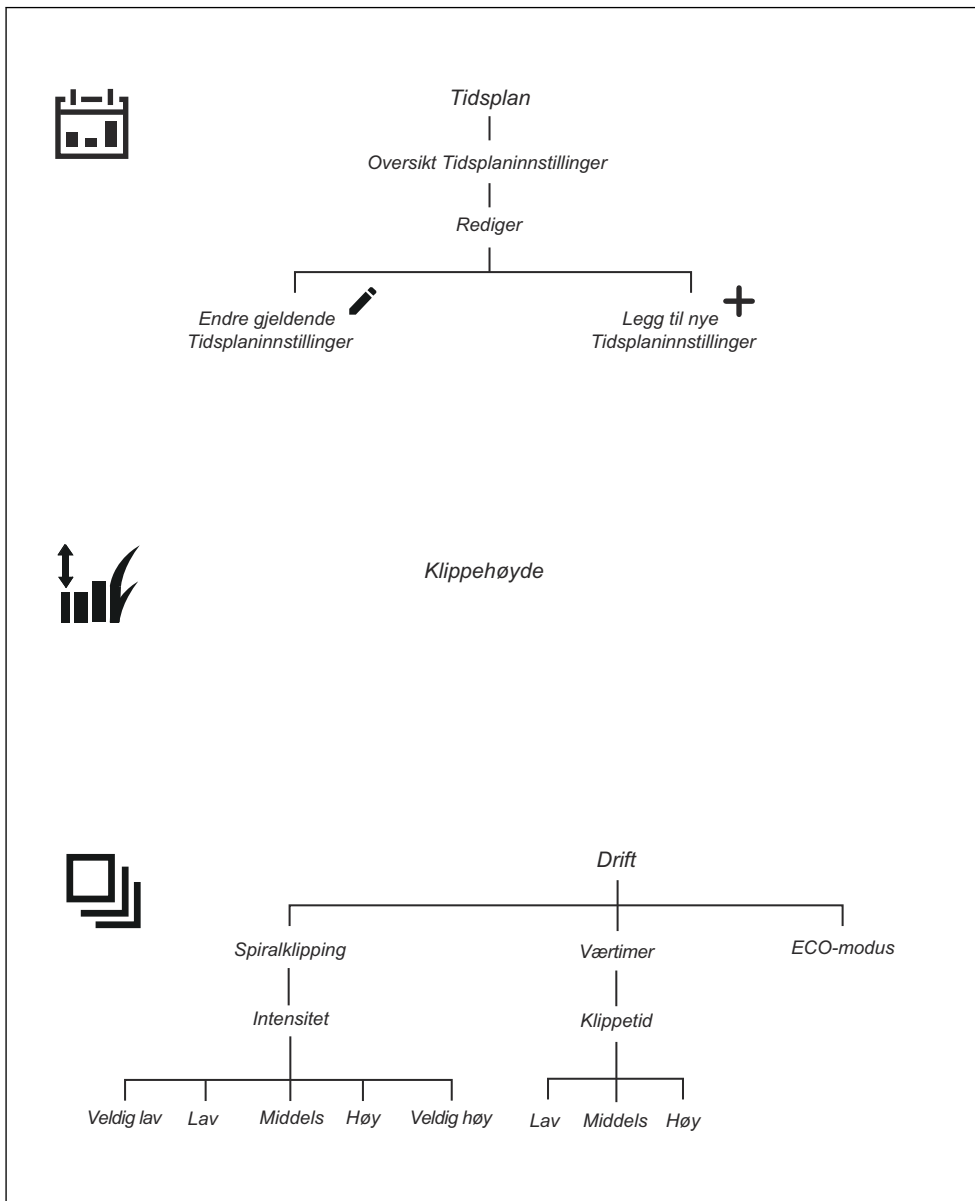 Tidsplan
Oversikt Tidsplaninnstillinger
Rediger
Endre gjeldende
Tidsplaninnstillinger
Legg til nye
Tidsplaninnstillinger
Klippehøyde
Drift
Spiralklipping
Værtimer
ECO-modus
Intensitet
Klippetid
Veldig lav
Lav
Middels
Høy
Veldig høy
Lav
Middels
Høy